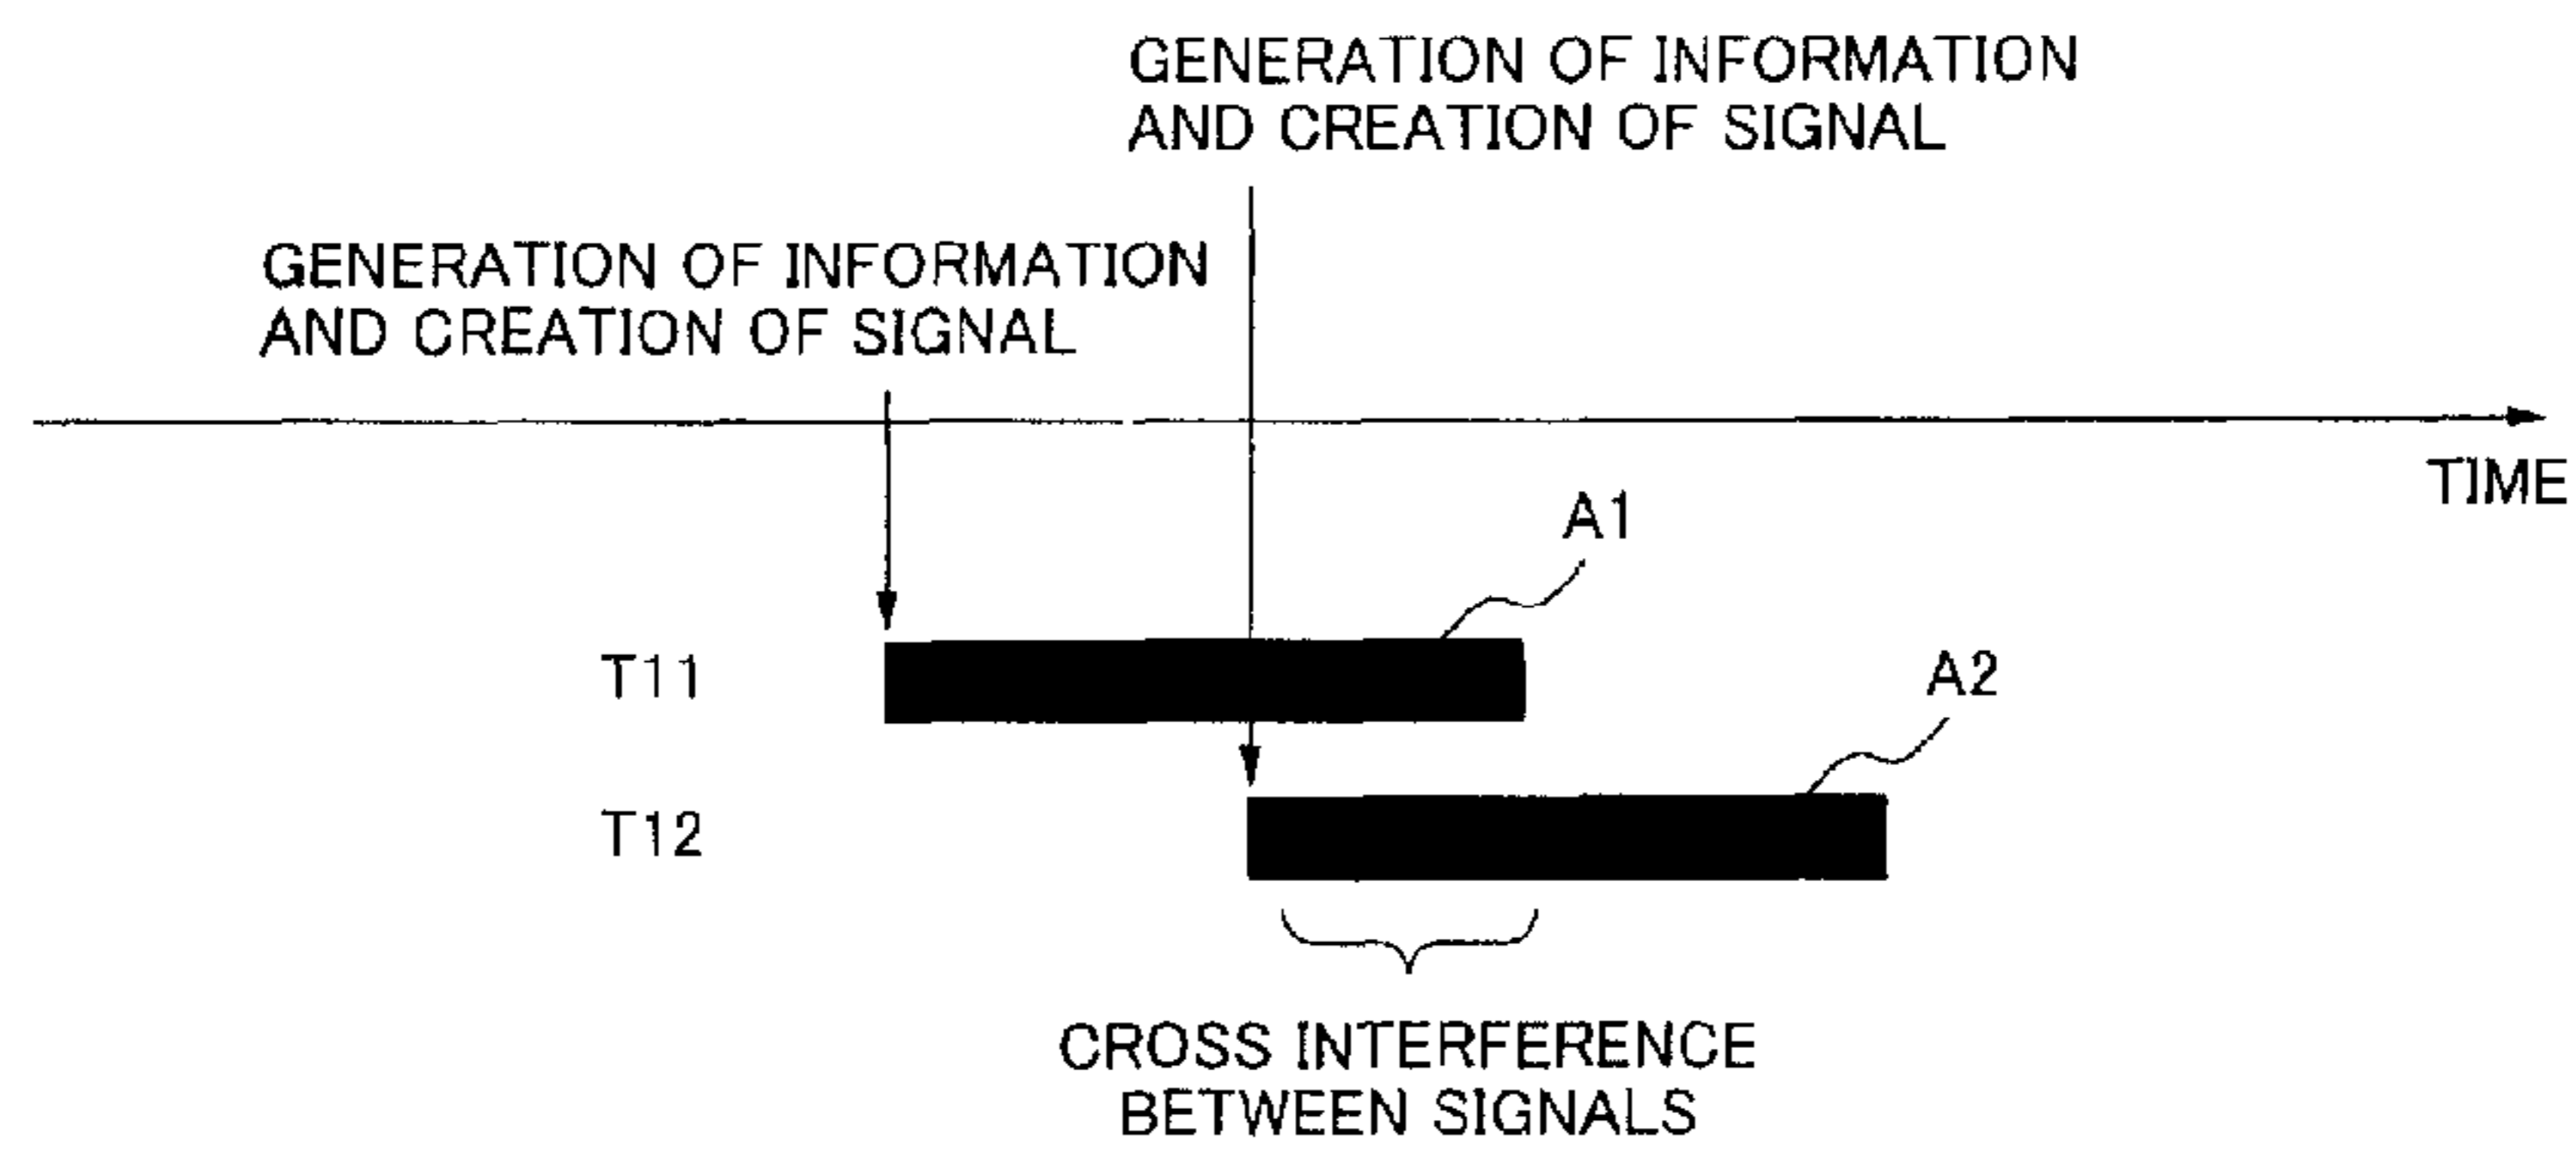 GENERATION OF INFORMATION
AND CREATION OF SIGNAL
GENERATION OF INFORMATION
AND CREATION OF SIGNAL
TIME
A1
T11
A2
T12
CROSS INTERFERENCE
BETWEEN SIGNALS